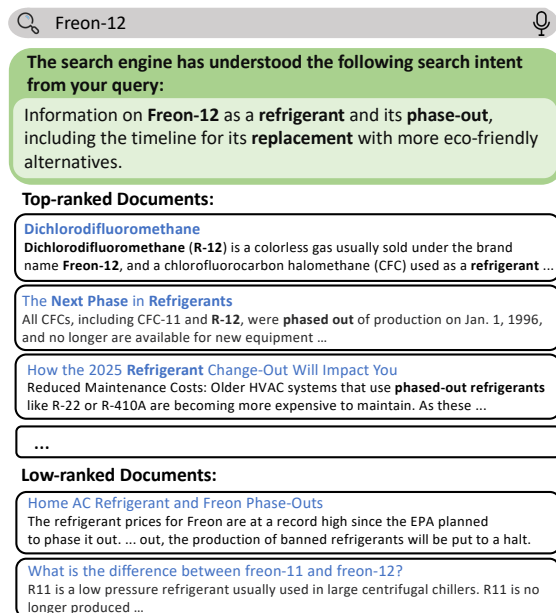 Freon-12
The search engine has understood the following search intent
from your query:
Information on Freon-12 as a refrigerant and its phase-out,
including the timeline for its replacement with more eco-friendly
alternatives.
Top-ranked Documents:
Dichlorodifluoromethane
Dichlorodifluoromethane (R-12) is a colorless gas usually sold under the brand
name Freon-12, and a chlorofluorocarbon halomethane (CFC) used as a refrigerant ...
The Next Phase in Refrigerants
All CFCs, including CFC-11 and R-12, were phased out of production on Jan. 1, 1996,
and no longer are available for new equipment ...
How the 2025 Refrigerant Change-Out Will Impact You
Reduced Maintenance Costs: Older HVAC systems that use phased-out refrigerants
like R-22 or R-410A are becoming more expensive to maintain. As these ...
...
Low-ranked Documents:
Home AC Refrigerant and Freon Phase-Outs
The refrigerant prices for Freon are at a record high since the EPA planned
to phase it out. ... out, the production of banned refrigerants will be put to a halt.
What is the difference between freon-11 and freon-12?
R11 is a low pressure refrigerant usually used in large centrifugal chillers. R11 is no
longer produced ...